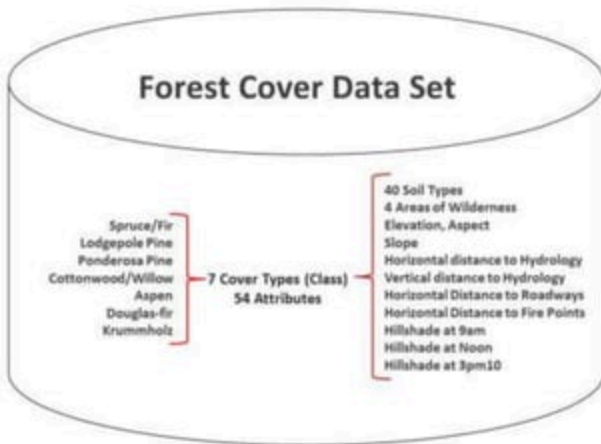 Forest Cover Data Set
Spruce/Fir
Lodgepole Pine
Ponderosa Pine
Cottonwood/Willow
Aspen
Douglas-fir
Krummholz
7 Cover Types (Class)
54 Attributes
40 Soil Types
4 Areas of Wilderness
Elevation, Aspect
Slope
Horizontal distance to Hydrology
Vertical distance to Hydrology
Horizontal Distance to Roadways
Horizontal Distance to Fire Points
Hillshade at 9am
Hillshade at Noon
Hillshade at 3pm10